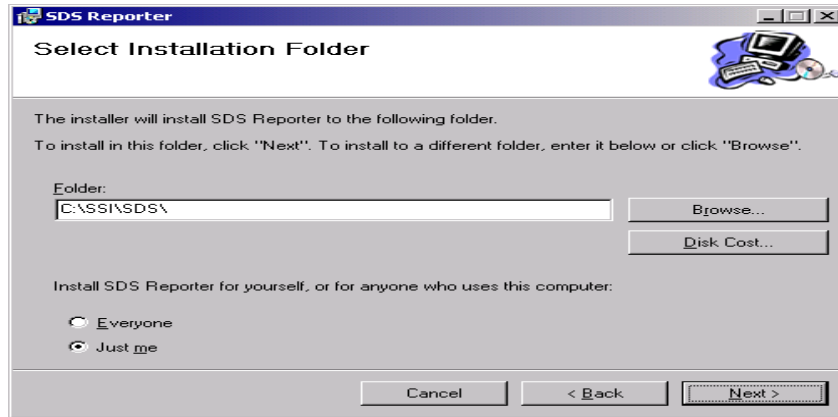 SDS Reporter
Select Installation Folder
The installer will install SDS Reporter to the following folder.
To install in this folder, click "Next". To install to a different folder, enter it below or click "Browse".
Folder:
C:\SSI\SDS\
Browse...
Disk Cost...
Install SDS Reporter for yourself, or for anyone who uses this computer:
Everyone
Just me
Cancel
< Back
Next >